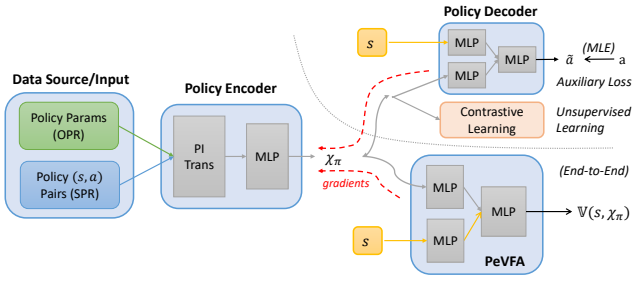 Policy Decoder
s
MLP
MLP
MLP
ã
(MLE)
a
Auxiliary Loss
Data Source/Input
Policy Encoder
Policy Params
(OPR)
Policy (s, a)
Pairs (SPR)
PI
Trans
MLP
χπ
gradients
Contrastive
Learning
Unsupervised
Learning
(End-to-End)
MLP
MLP
MLP
s
𝕍(s, χπ)
PeVFA